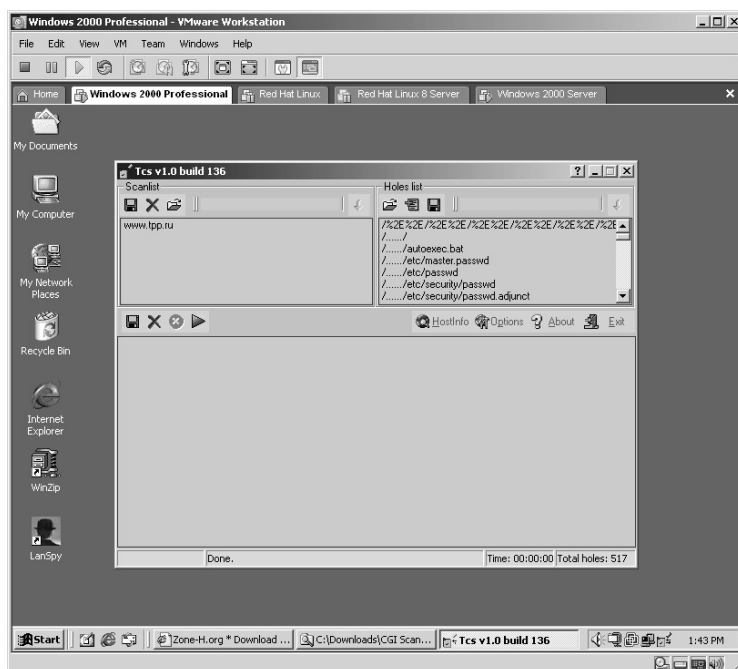 Windows 2000 Professional - VMware Workstation
File Edit View VM Team Windows Help
Home Windows 2000 Professional Red Hat Linux Red Hat Linux 8 Server Windows 2000 Server
My Documents
My Computer
My Network
Places
Recycle Bin
Internet
Explorer
WinZip
LanSpy
Tcs v1.0 build 136
Scanlist
www.tpp.ru
Holes list
/%2E%2E/%2E%2E/%2E%2E/%2E%2E/%2E%2E/%2E
/....../
/....../autoexec.bat
/....../etc/master.passwd
/....../etc/passwd
/....../etc/security/passwd
/....../etc/security/passwd.adjunct
HostInfo Options About Exit
Done. Time: 00:00:00 Total holes: 517
Start Zone-H.org * Download ... C:\Downloads\CGI Scan... Tcs v1.0 build 136 1:43 PM